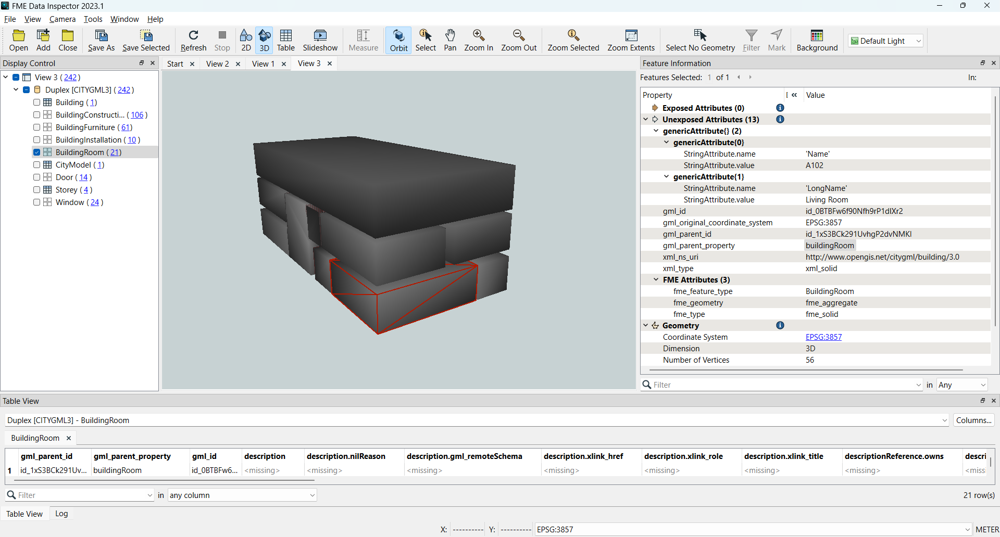 FME Data Inspector 2023.1
File View Camera Tools Window Help
Open Add Close Save As Save Selected Refresh Stop 2D 3D Table Slideshow Measure Orbit Select Pan Zoom In Zoom Out Zoom Selected Zoom Extents Select No Geometry Filter Mark Background Default Light
Display Control
View 3 (242)
Duplex [CITYGML3] (242)
Building (1)
BuildingConstructi... (106)
BuildingFurniture (61)
BuildingInstallation (10)
BuildingRoom (21)
CityModel (1)
Door (14)
Storey (4)
Window (24)
Start View 2 View 1 View 3
Feature Information
Features Selected: 1 of 1 In:
Property Value
Exposed Attributes (0)
Unexposed Attributes (13)
genericAttribute{} (2)
genericAttribute{0}
StringAttribute.name 'Name'
StringAttribute.value A102
genericAttribute{1}
StringAttribute.name 'LongName'
StringAttribute.value Living Room
gml_id id_0BTBFw6f90Nfh9rP1dlXr2
gml_original_coordinate_system EPSG:3857
gml_parent_id id_1xS3BCk291UvhgP2dvNMKI
gml_parent_property buildingRoom
xml_ns_uri http://www.opengis.net/citygml/building/3.0
xml_type xml_solid
FME Attributes (3)
fme_feature_type BuildingRoom
fme_geometry fme_aggregate
fme_type fme_solid
Geometry
Coordinate System EPSG:3857
Dimension 3D
Number of Vertices 56
Filter in Any
Table View
Duplex [CITYGML3] - BuildingRoom Columns...
BuildingRoom
gml_parent_id gml_parent_property gml_id description description.nilReason description.gml_remoteSchema description.xlink_href description.xlink_role description.xlink_title descriptionReference.owns descri
1 id_1xS3BCk291Uv... buildingRoom id_0BTBFw6... <missing> <missing> <missing> <missing> <missing> <missing> <missing> <missi
Filter in any column 21 row(s)
Table View Log
X: ---------- Y: ---------- EPSG:3857 METER